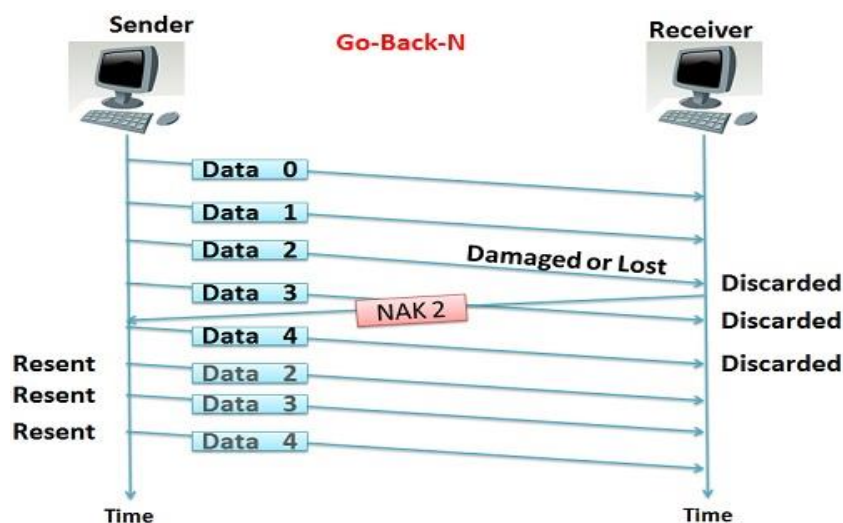 Sender
Receiver
Go-Back-N
Data 0
Data 1
Data 2
Damaged or Lost
Data 3
Discarded
NAK 2
Discarded
Data 4
Discarded
Resent
Data 2
Resent
Data 3
Resent
Data 4
Time
Time